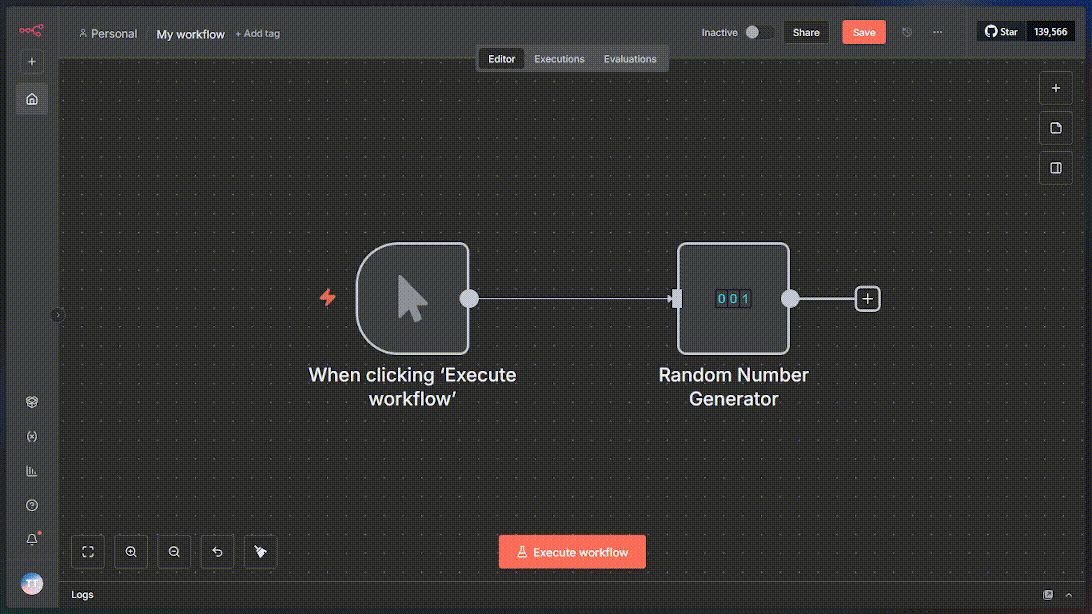 Personal / My workflow + Add tag
Inactive
Share
Save
Star 139,566
Editor Executions Evaluations
001
When clicking ‘Execute
workflow’
Random Number
Generator
Execute workflow
TT
Logs